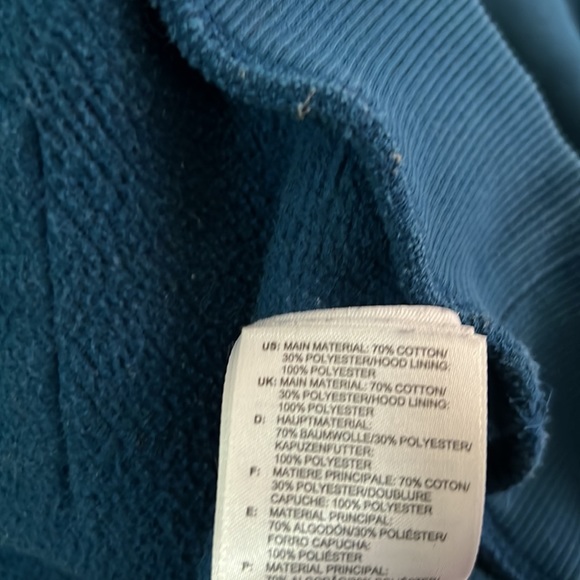 US: MAIN MATERIAL: 70% COTTON/
30% POLYESTER/HOOD LINING:
100% POLYESTER
UK: MAIN MATERIAL: 70% COTTON/
30% POLYESTER/HOOD LINING:
100% POLYESTER
D: HAUPTMATERIAL:
70% BAUMWOLLE/30% POLYESTER/
KAPUZENFUTTER:
100% POLYESTER
F: MATIERE PRINCIPALE: 70% COTON/
30% POLYESTER/DOUBLURE
CAPUCHE: 100% POLYESTER
E: MATERIAL PRINCIPAL:
70% ALGODÓN/30% POLIÉSTER/
FORRO CAPUCHA:
100% POLIÉSTER
P: MATERIAL PRINCIPAL: